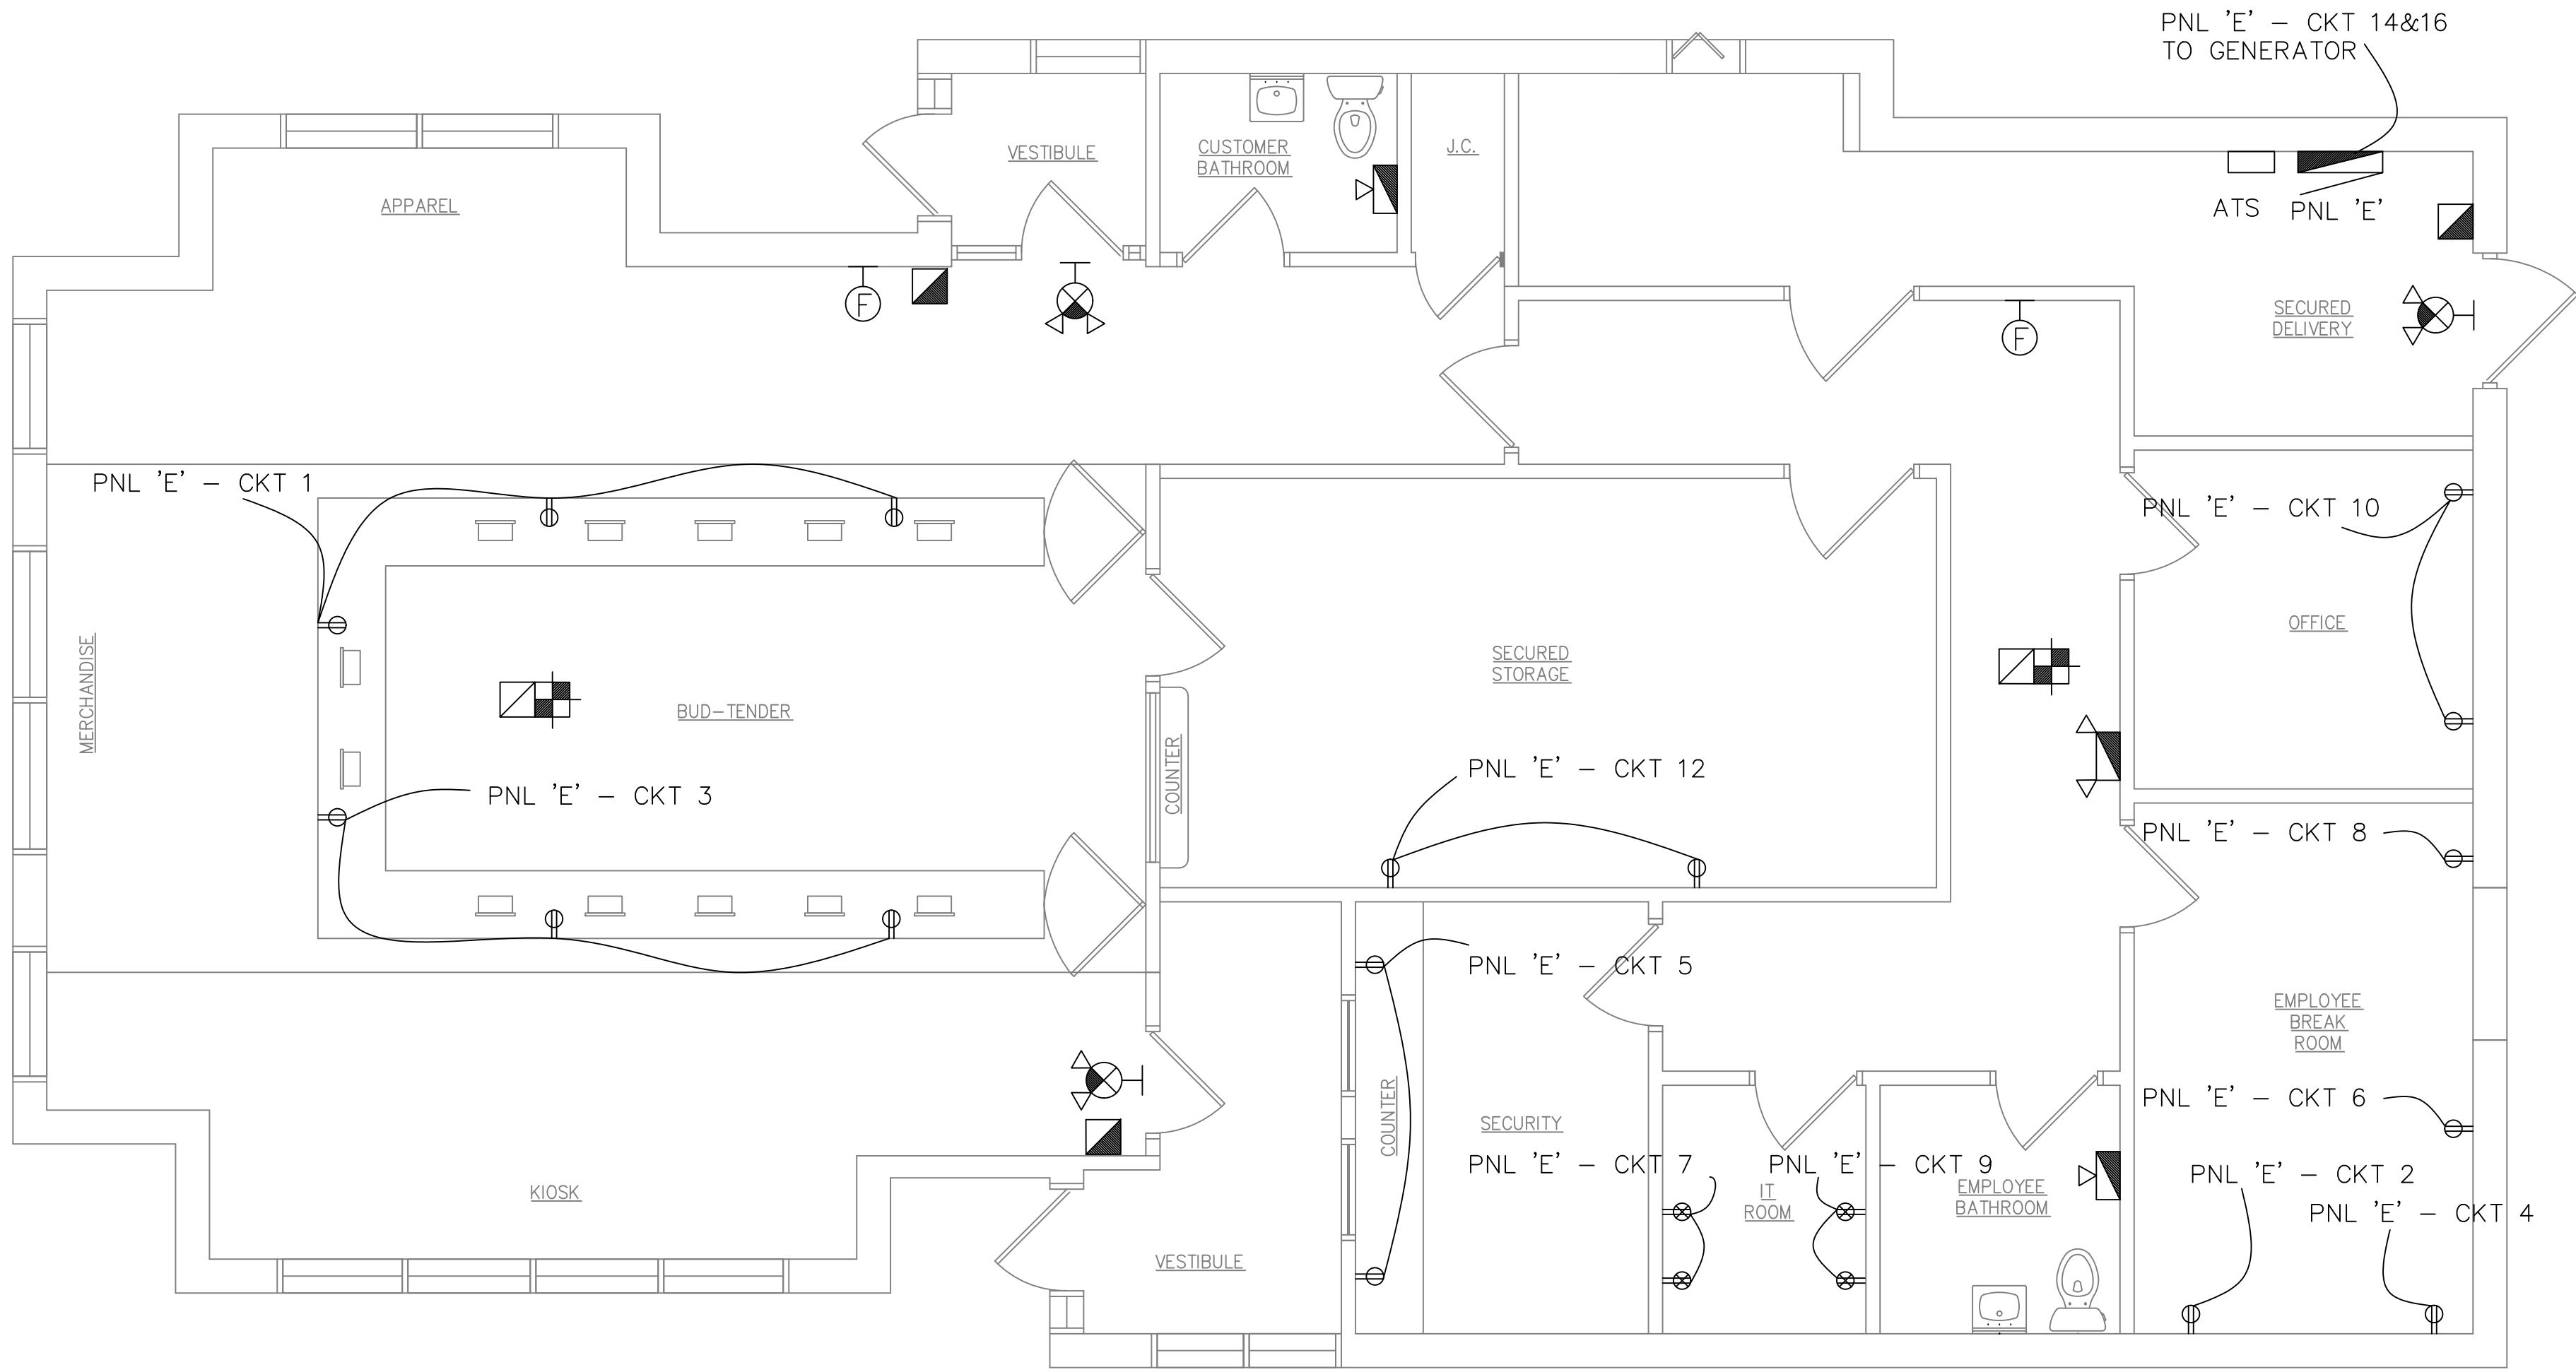 PNL 'E' – CKT 14&16
TO GENERATOR
VESTIBULE
CUSTOMER
BATHROOM
J.C.
APPAREL
ATS
PNL 'E'
F
F
SECURED
DELIVERY
PNL 'E' – CKT 1
PNL 'E' – CKT 10
OFFICE
MERCHANDISE
BUD–TENDER
SECURED
STORAGE
COUNTER
PNL 'E' – CKT 12
PNL 'E' – CKT 3
PNL 'E' – CKT 8
PNL 'E' – CKT 5
EMPLOYEE
BREAK
ROOM
COUNTER
SECURITY
PNL 'E' – CKT 6
PNL 'E' – CKT 7
PNL 'E' – CKT 9
PNL 'E' – CKT 2
KIOSK
IT
ROOM
EMPLOYEE
BATHROOM
PNL 'E' – CKT 4
VESTIBULE